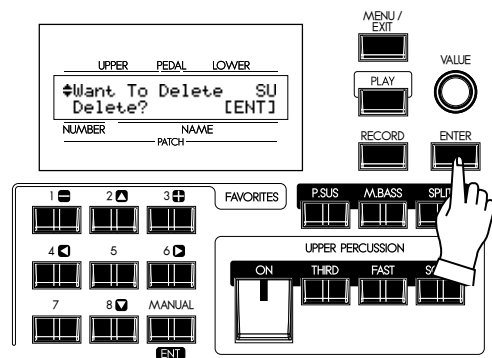 MENU /
EXIT
UPPER PEDAL LOWER
VALUE
PLAY
Want To Delete SU
Delete? [ENT]
NUMBER NAME
PATCH
RECORD ENTER
1 2 3 FAVORITES P.SUS M.BASS SPLIT
4 5 6 UPPER PERCUSSION
ON THIRD FAST
7 8 MANUAL
ENT